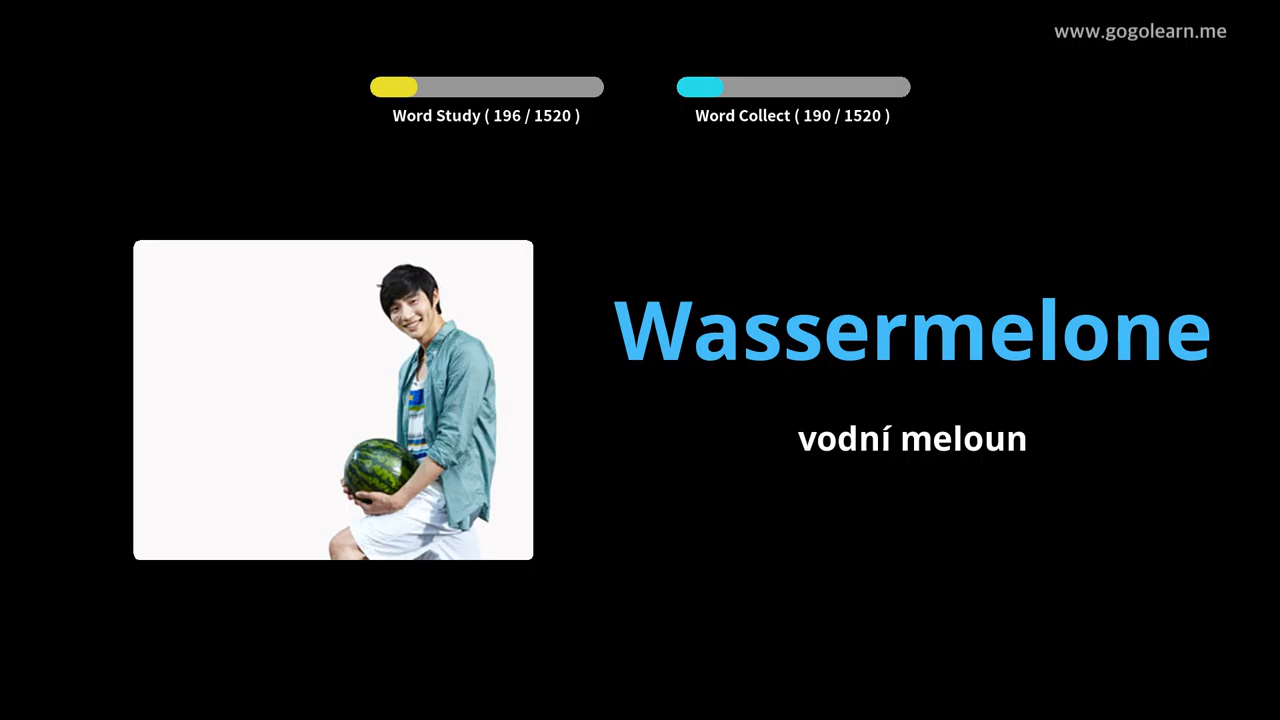 www.gogolearn.me
Word Study ( 196 / 1520 )
Word Collect ( 190 / 1520 )
Wassermelone
vodní meloun